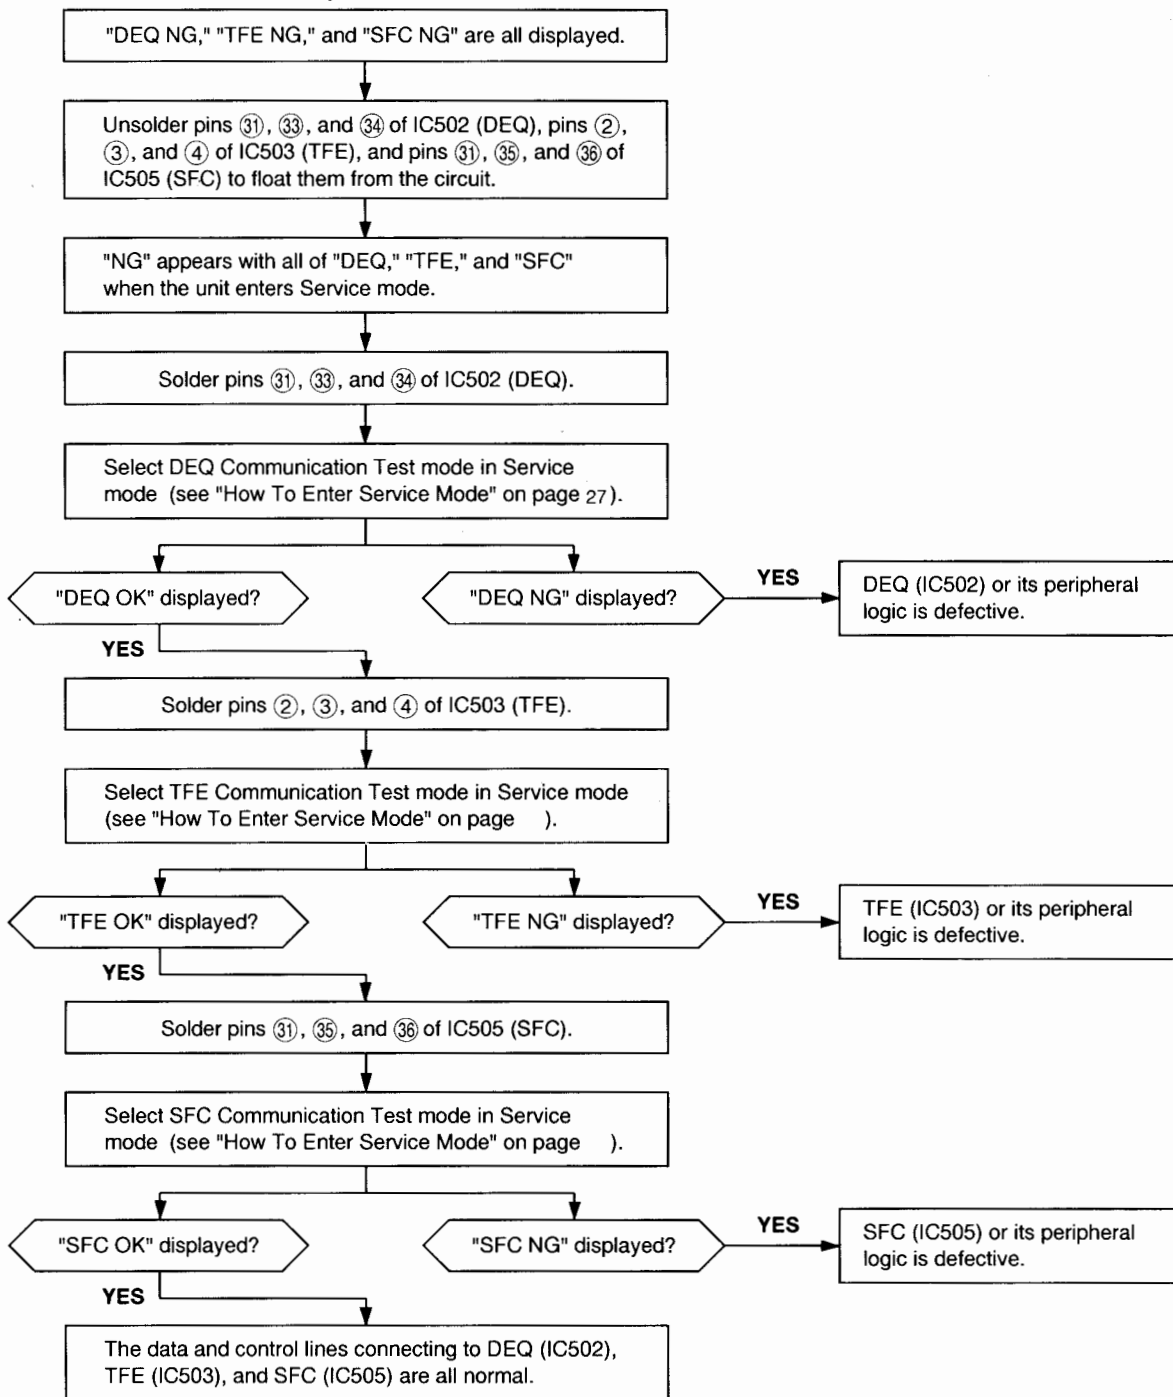 "DEQ NG," "TFE NG," and "SFC NG" are all displayed.
Unsolder pins ㉛, ㉝, and ㉞ of IC502 (DEQ), pins ②,
③, and ④ of IC503 (TFE), and pins ㉛, ㉟, and ㊱ of
IC505 (SFC) to float them from the circuit.
"NG" appears with all of "DEQ," "TFE," and "SFC"
when the unit enters Service mode.
Solder pins ㉛, ㉝, and ㉞ of IC502 (DEQ).
Select DEQ Communication Test mode in Service
mode (see "How To Enter Service Mode" on page 27).
"DEQ OK" displayed?
"DEQ NG" displayed?
YES
DEQ (IC502) or its peripheral
logic is defective.
YES
Solder pins ②, ③, and ④ of IC503 (TFE).
Select TFE Communication Test mode in Service mode
(see "How To Enter Service Mode" on page ).
"TFE OK" displayed?
"TFE NG" displayed?
YES
TFE (IC503) or its peripheral
logic is defective.
YES
Solder pins ㉛, ㉟, and ㊱ of IC505 (SFC).
Select SFC Communication Test mode in Service
mode (see "How To Enter Service Mode" on page ).
"SFC OK" displayed?
"SFC NG" displayed?
YES
SFC (IC505) or its peripheral
logic is defective.
YES
The data and control lines connecting to DEQ (IC502),
TFE (IC503), and SFC (IC505) are all normal.